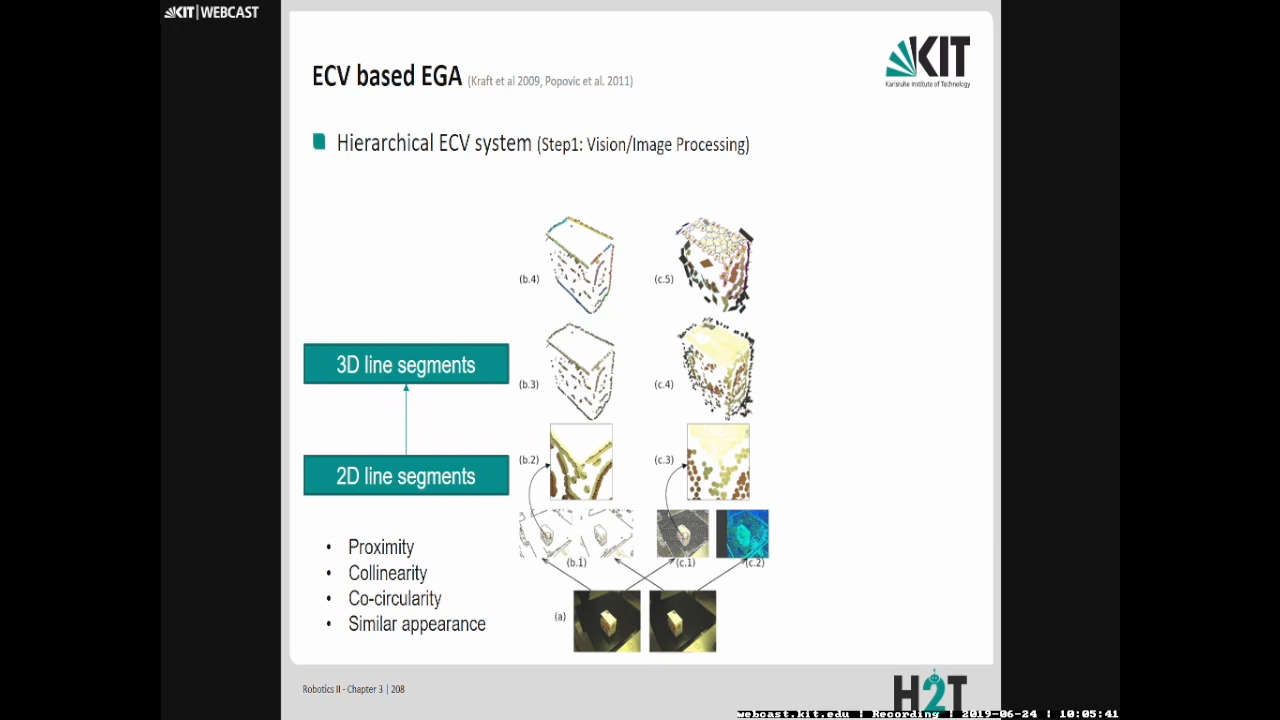 KIT | WEBCAST
KIT
Karlsruhe Institute of Technology
ECV based EGA (Kraft et al 2009, Popovic et al. 2011)
Hierarchical ECV system (Step1: Vision/Image Processing)
(b.4)
(c.5)
3D line segments
(b.3)
(c.4)
(b.2)
(c.3)
2D line segments
(b.1)
(c.1)
(c.2)
• Proximity
• Collinearity
• Co-circularity
• Similar appearance
(a)
Robotics II - Chapter 3 | 208
H2T
webcast.kit.edu | Recording | 2019-06-24 | 10:05:41